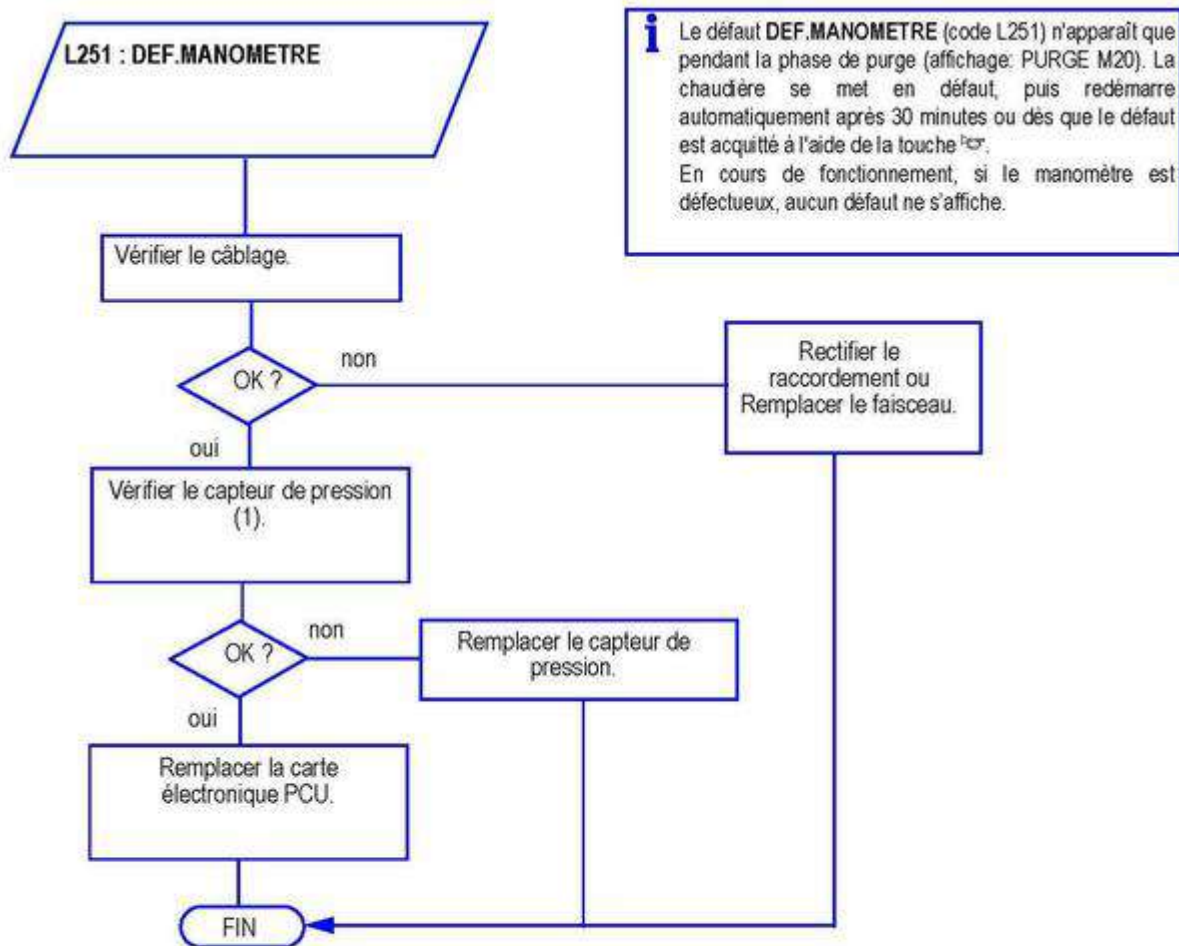 L251 : DEF.MANOMETRE
i
Le défaut DEF.MANOMETRE (code L251) n'apparaît que
pendant la phase de purge (affichage: PURGE M20). La
chaudière se met en défaut, puis redémarre
automatiquement après 30 minutes ou dès que le défaut
est acquitté à l'aide de la touche ☞.
En cours de fonctionnement, si le manomètre est
défectueux, aucun défaut ne s'affiche.
Vérifier le câblage.
OK ?
non
Rectifier le
raccordement ou
Remplacer le faisceau.
oui
Vérifier le capteur de pression
(1).
OK ?
non
Remplacer le capteur de
pression.
oui
Remplacer la carte
électronique PCU.
FIN